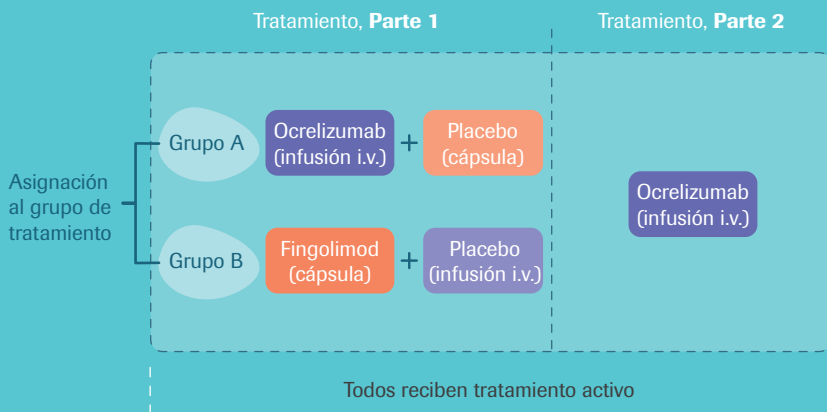 Tratamiento, Parte 1
Tratamiento, Parte 2
Asignación
al grupo de
tratamiento
Grupo A
Ocrelizumab
(infusión i.v.)
+
Placebo
(cápsula)
Grupo B
Fingolimod
(cápsula)
+
Placebo
(infusión i.v.)
Ocrelizumab
(infusión i.v.)
Todos reciben tratamiento activo